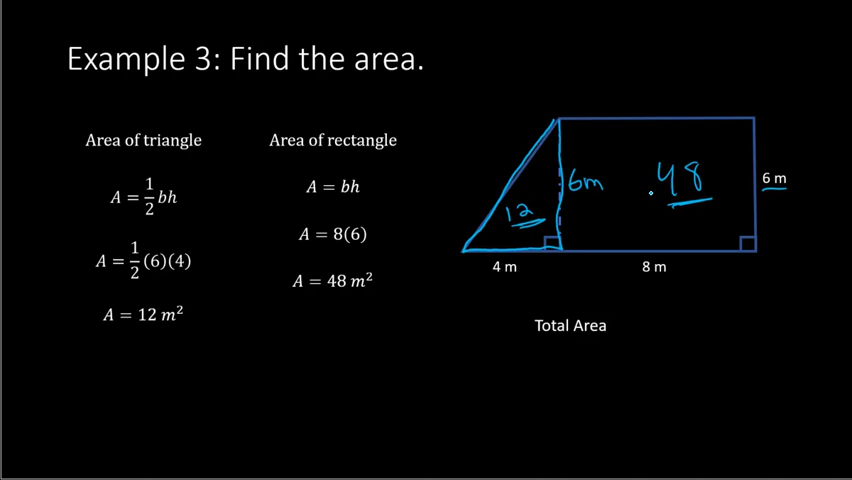 Example 3: Find the area.
Area of triangle
A = 1/2 bh
A = 1/2 (6)(4)
A = 12 m²
Area of rectangle
A = bh
A = 8(6)
A = 48 m²
6m
48
6 m
12
4 m
8 m
Total Area